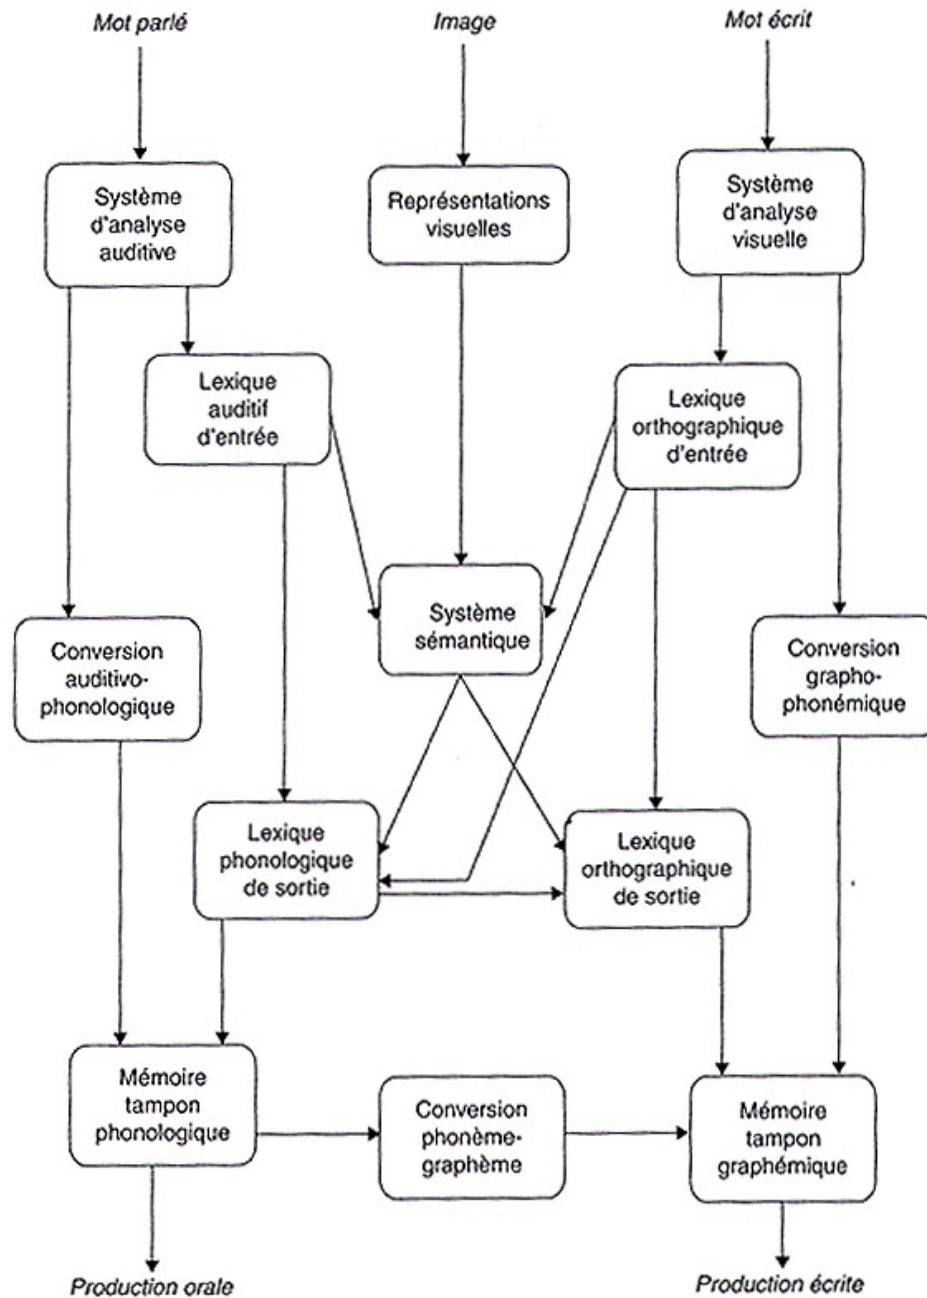 Mot parlé
Image
Mot écrit
Système
d'analyse
auditive
Représentations
visuelles
Système
d'analyse
visuelle
Lexique
auditif
d'entrée
Lexique
orthographique
d'entrée
Système
sémantique
Conversion
auditivo-
phonologique
Conversion
grapho-
phonémique
Lexique
phonologique
de sortie
Lexique
orthographique
de sortie
Mémoire
tampon
phonologique
Conversion
phonème-
graphème
Mémoire
tampon
graphémique
Production orale
Production écrite